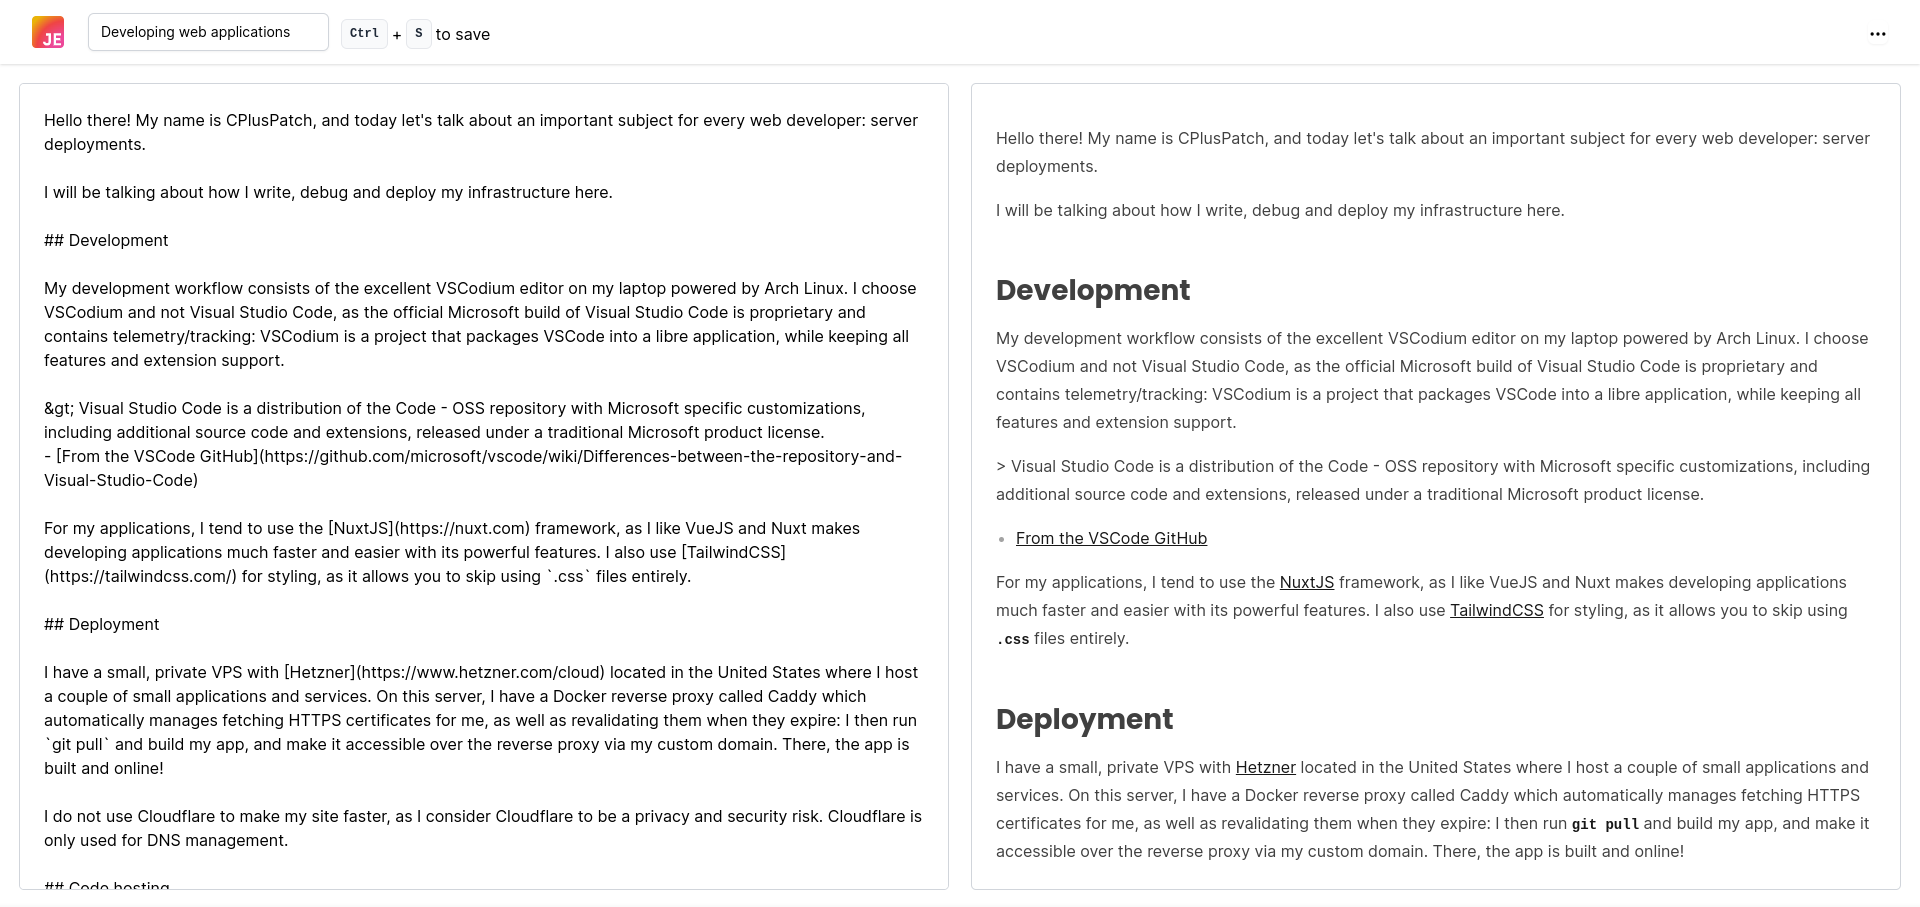 JE
Developing web applications
Ctrl + S to save
Hello there! My name is CPlusPatch, and today let's talk about an important subject for every web developer: server
deployments.
I will be talking about how I write, debug and deploy my infrastructure here.
## Development
My development workflow consists of the excellent VSCodium editor on my laptop powered by Arch Linux. I choose
VSCodium and not Visual Studio Code, as the official Microsoft build of Visual Studio Code is proprietary and
contains telemetry/tracking: VSCodium is a project that packages VSCode into a libre application, while keeping all
features and extension support.
&gt; Visual Studio Code is a distribution of the Code - OSS repository with Microsoft specific customizations,
including additional source code and extensions, released under a traditional Microsoft product license.
- [From the VSCode GitHub](https://github.com/microsoft/vscode/wiki/Differences-between-the-repository-and-
Visual-Studio-Code)
For my applications, I tend to use the [NuxtJS](https://nuxt.com) framework, as I like VueJS and Nuxt makes
developing applications much faster and easier with its powerful features. I also use [TailwindCSS]
(https://tailwindcss.com/) for styling, as it allows you to skip using `.css` files entirely.
## Deployment
I have a small, private VPS with [Hetzner](https://www.hetzner.com/cloud) located in the United States where I host
a couple of small applications and services. On this server, I have a Docker reverse proxy called Caddy which
automatically manages fetching HTTPS certificates for me, as well as revalidating them when they expire: I then run
`git pull` and build my app, and make it accessible over the reverse proxy via my custom domain. There, the app is
built and online!
I do not use Cloudflare to make my site faster, as I consider Cloudflare to be a privacy and security risk. Cloudflare is
only used for DNS management.
## Code hosting
Hello there! My name is CPlusPatch, and today let's talk about an important subject for every web developer: server
deployments.
I will be talking about how I write, debug and deploy my infrastructure here.
Development
My development workflow consists of the excellent VSCodium editor on my laptop powered by Arch Linux. I choose
VSCodium and not Visual Studio Code, as the official Microsoft build of Visual Studio Code is proprietary and
contains telemetry/tracking: VSCodium is a project that packages VSCode into a libre application, while keeping all
features and extension support.
> Visual Studio Code is a distribution of the Code - OSS repository with Microsoft specific customizations, including
additional source code and extensions, released under a traditional Microsoft product license.
• From the VSCode GitHub
For my applications, I tend to use the NuxtJS framework, as I like VueJS and Nuxt makes developing applications
much faster and easier with its powerful features. I also use TailwindCSS for styling, as it allows you to skip using
.css files entirely.
Deployment
I have a small, private VPS with Hetzner located in the United States where I host a couple of small applications and
services. On this server, I have a Docker reverse proxy called Caddy which automatically manages fetching HTTPS
certificates for me, as well as revalidating them when they expire: I then run git pull and build my app, and make it
accessible over the reverse proxy via my custom domain. There, the app is built and online!